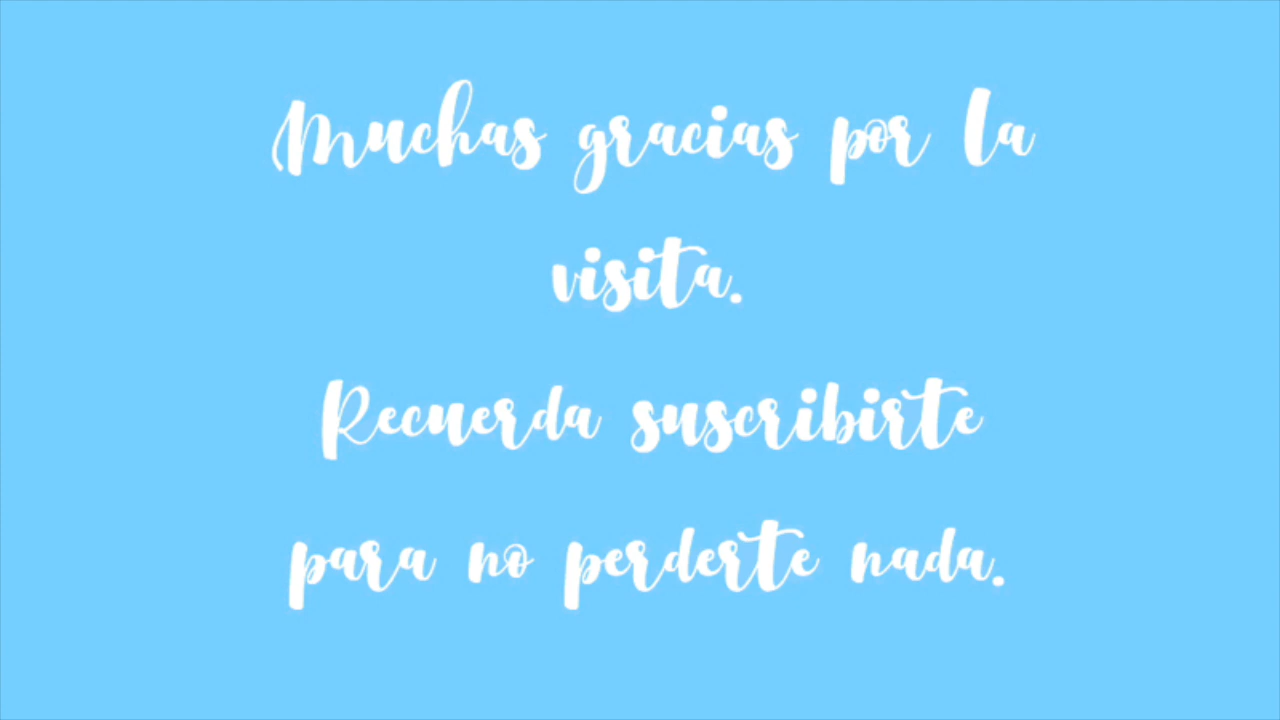 Muchas gracias por la
visita.
Recuerda suscribirte
para no perderte nada.